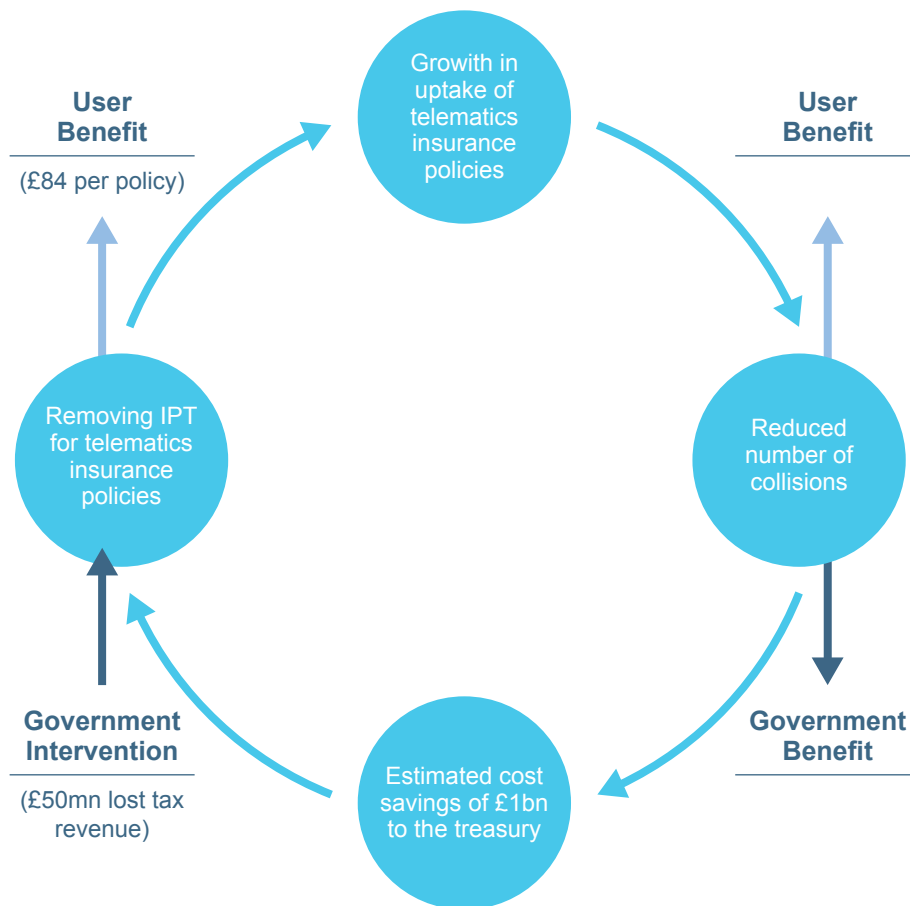 Growth in
uptake of
telematics
insurance
policies
User
Benefit
(£84 per policy)
User
Benefit
Removing IPT
for telematics
insurance
policies
Reduced
number of
collisions
Government
Intervention
(£50mn lost tax
revenue)
Government
Benefit
Estimated cost
savings of £1bn
to the treasury